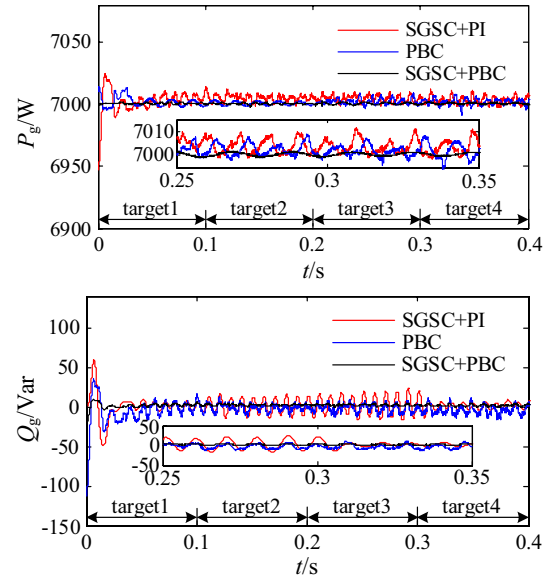 7050
7000
6950
6900
P_g/W
SGSC+PI
PBC
SGSC+PBC
7010
7000
0.25
0.3
0.35
target1
target2
target3
target4
0
0.1
0.2
0.3
0.4
t/s
100
50
0
-50
-100
-150
Q_g/Var
SGSC+PI
PBC
SGSC+PBC
50
0
-50
0.25
0.3
0.35
target1
target2
target3
target4
0
0.1
0.2
0.3
0.4
t/s